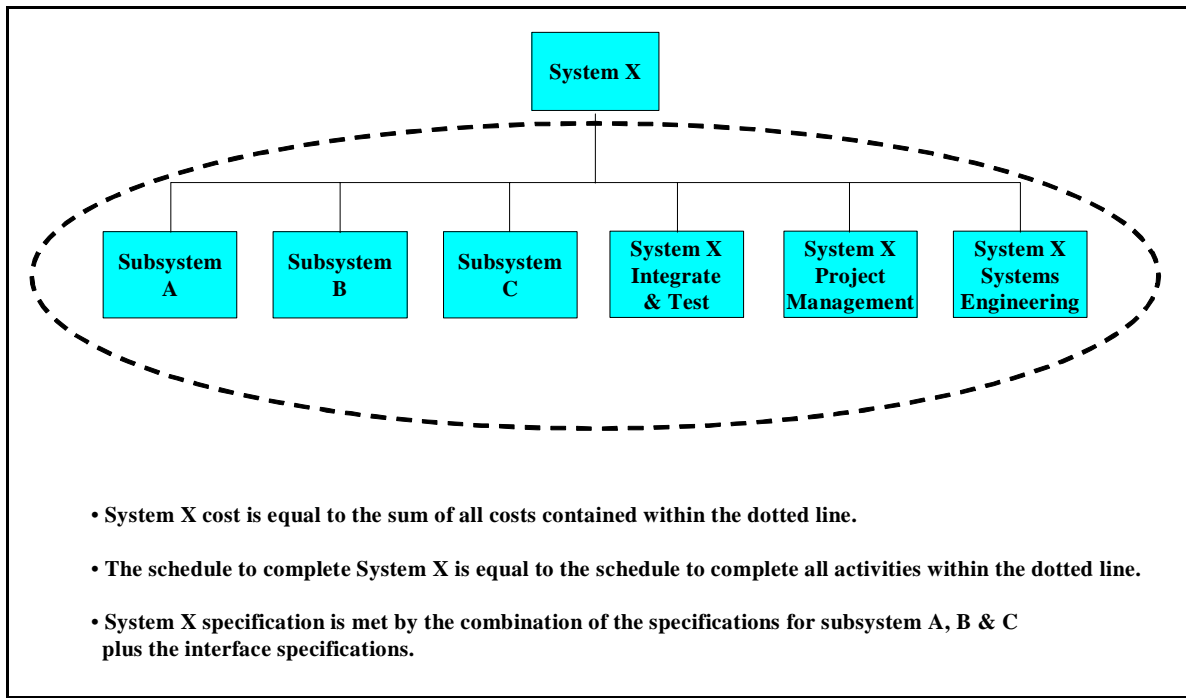 System X
Subsystem
A
Subsystem
B
Subsystem
C
System X
Integrate
& Test
System X
Project
Management
System X
Systems
Engineering
• System X cost is equal to the sum of all costs contained within the dotted line.
• The schedule to complete System X is equal to the schedule to complete all activities within the dotted line.
• System X specification is met by the combination of the specifications for subsystem A, B & C
plus the interface specifications.